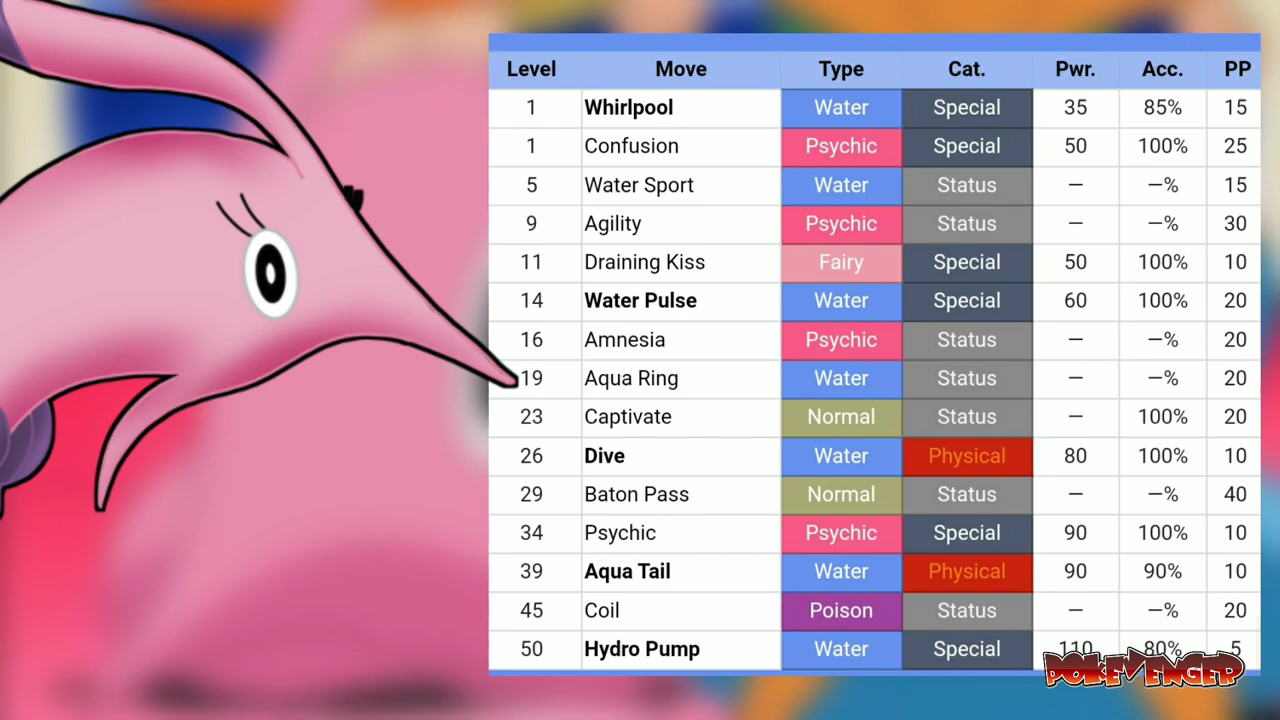 Level Move Type Cat. Pwr. Acc. PP
1 Whirlpool Water Special 35 85% 15
1 Confusion Psychic Special 50 100% 25
5 Water Sport Water Status — —% 15
9 Agility Psychic Status — —% 30
11 Draining Kiss Fairy Special 50 100% 10
14 Water Pulse Water Special 60 100% 20
16 Amnesia Psychic Status — —% 20
19 Aqua Ring Water Status — —% 20
23 Captivate Normal Status — 100% 20
26 Dive Water Physical 80 100% 10
29 Baton Pass Normal Status — —% 40
34 Psychic Psychic Special 90 100% 10
39 Aqua Tail Water Physical 90 90% 10
45 Coil Poison Status — —% 20
50 Hydro Pump Water Special 110 80% 5
POKEVENGER